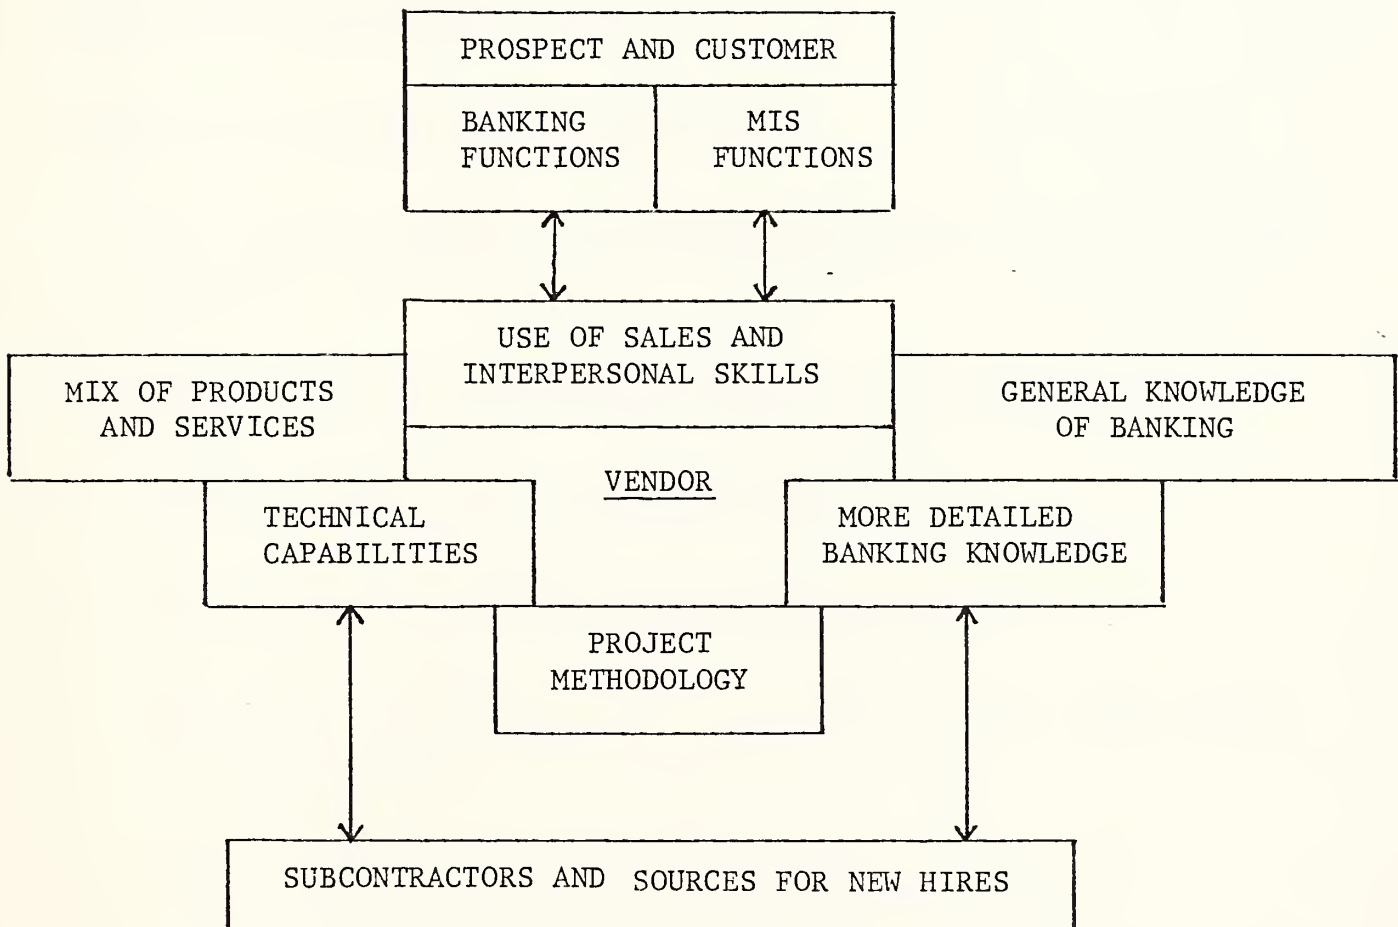 PROSPECT AND CUSTOMER
BANKING
FUNCTIONS
MIS
FUNCTIONS
USE OF SALES AND
INTERPERSONAL SKILLS
MIX OF PRODUCTS
AND SERVICES
GENERAL KNOWLEDGE
OF BANKING
VENDOR
TECHNICAL
CAPABILITIES
MORE DETAILED
BANKING KNOWLEDGE
PROJECT
METHODOLOGY
SUBCONTRACTORS AND SOURCES FOR NEW HIRES